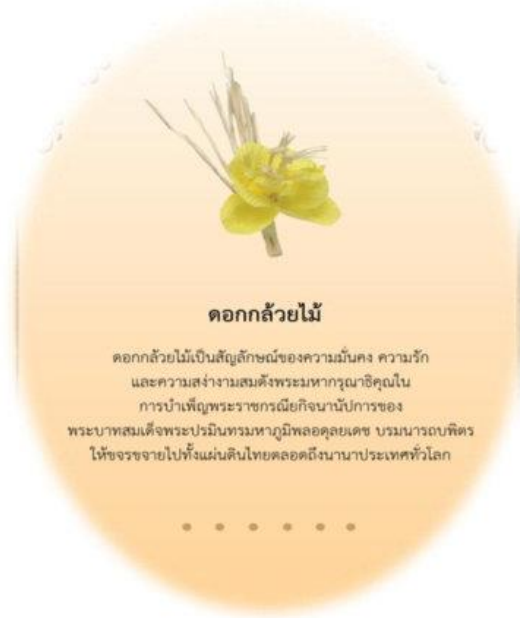 ดอกกล้วยไม้
ดอกกล้วยไม้เป็นสัญลักษณ์ของความมั่นคง ความรัก
และความสง่างามสมดังพระมหากรุณาธิคุณใน
การบำเพ็ญพระราชกรณียกิจนานัปการของ
พระบาทสมเด็จพระปรมินทรมหาภูมิพลอดุลยเดช บรมนารถบพิตร
ให้ขจรขจายไปทั้งแผ่นดินไทยตลอดถึงนานาประเทศทั่วโลก